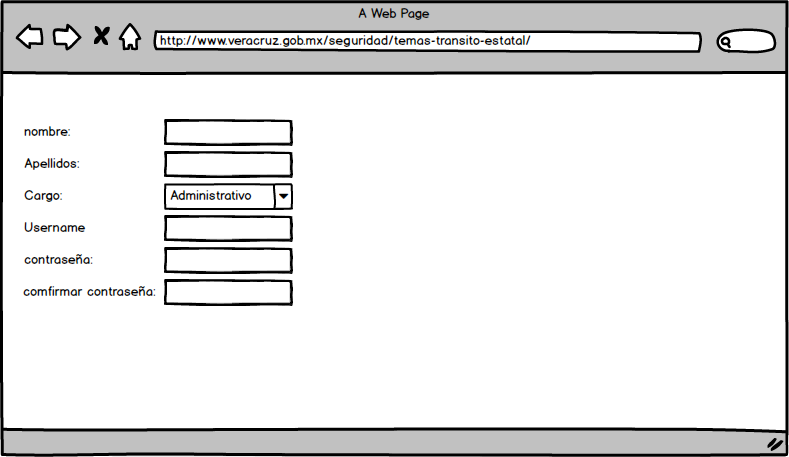 A Web Page
http://www.veracruz.gob.mx/seguridad/temas-transito-estatal/
nombre:
Apellidos:
Cargo: Administrativo
Username
contraseña:
comfirmar contraseña: